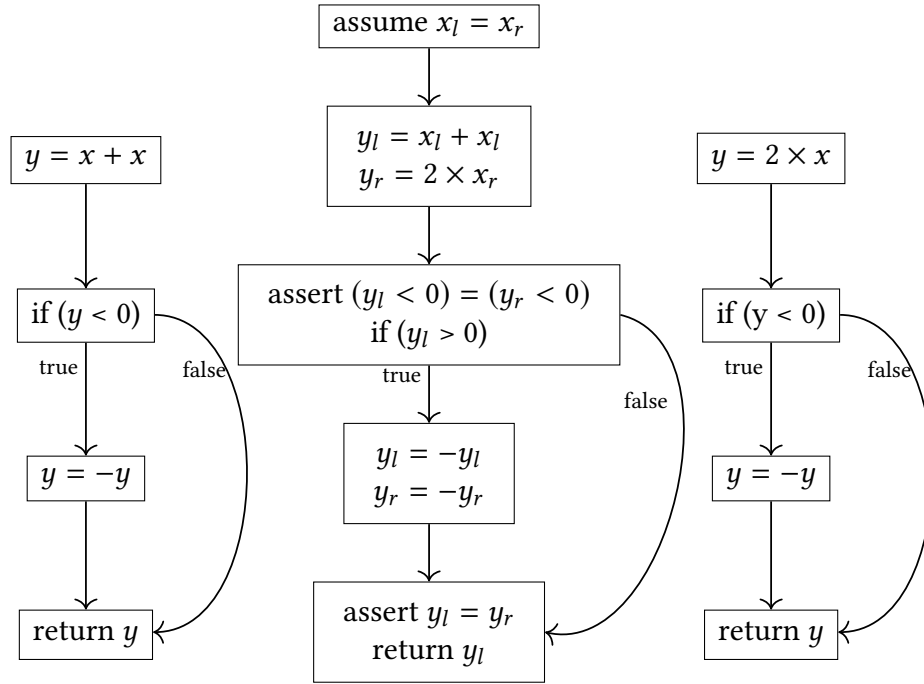 y = x + x
if (y < 0)
true
false
y = −y
return y
assume x_l = x_r
y_l = x_l + x_l
y_r = 2 × x_r
assert (y_l < 0) = (y_r < 0)
if (y_l > 0)
true
false
y_l = −y_l
y_r = −y_r
assert y_l = y_r
return y_l
y = 2 × x
if (y < 0)
true
false
y = −y
return y